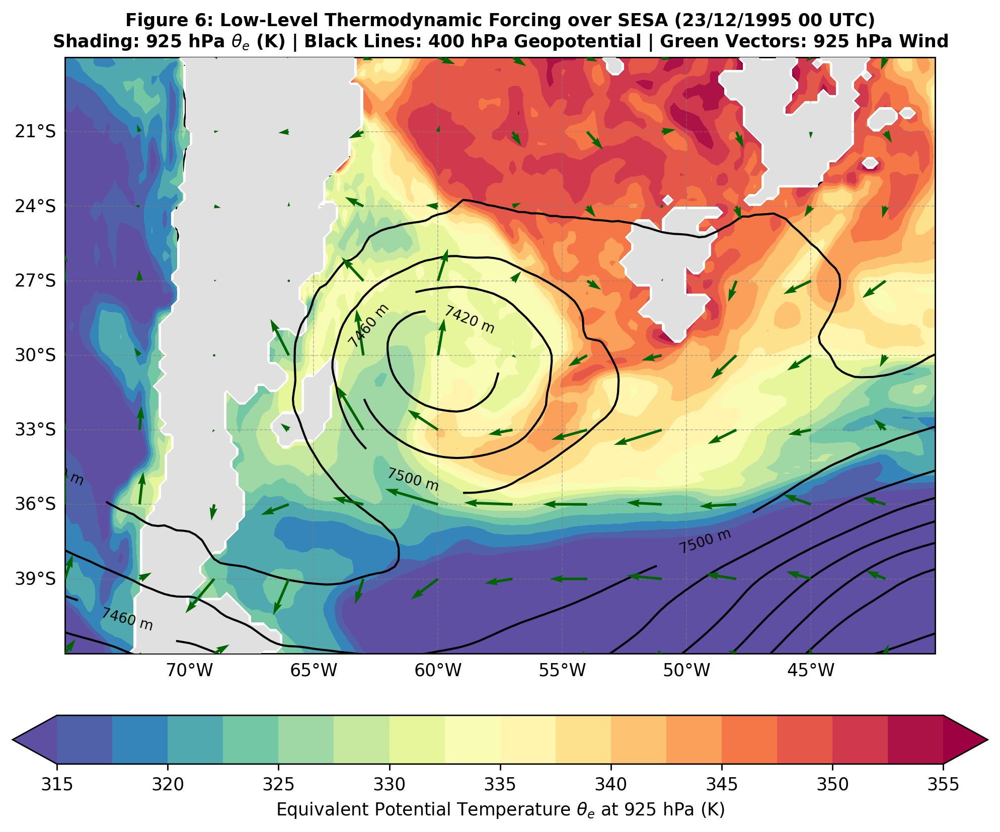 Figure 6: Low-Level Thermodynamic Forcing over SESA (23/12/1995 00 UTC)
Shading: 925 hPa θe (K) | Black Lines: 400 hPa Geopotential | Green Vectors: 925 hPa Wind
21°S
24°S
27°S
30°S
33°S
36°S
39°S
7460 m
7420 m
7500 m
m
7500 m
7460 m
70°W
65°W
60°W
55°W
50°W
45°W
315
320
325
330
335
340
345
350
355
Equivalent Potential Temperature θe at 925 hPa (K)